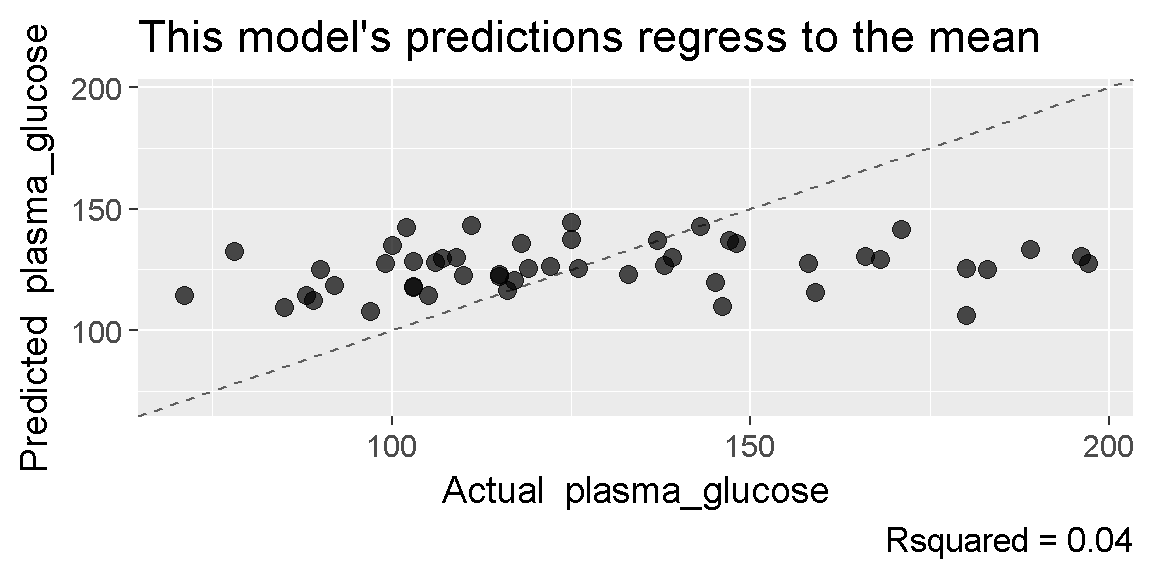 This model's predictions regress to the mean
Predicted plasma_glucose
200
150
100
100 150 200
Actual plasma_glucose
Rsquared = 0.04